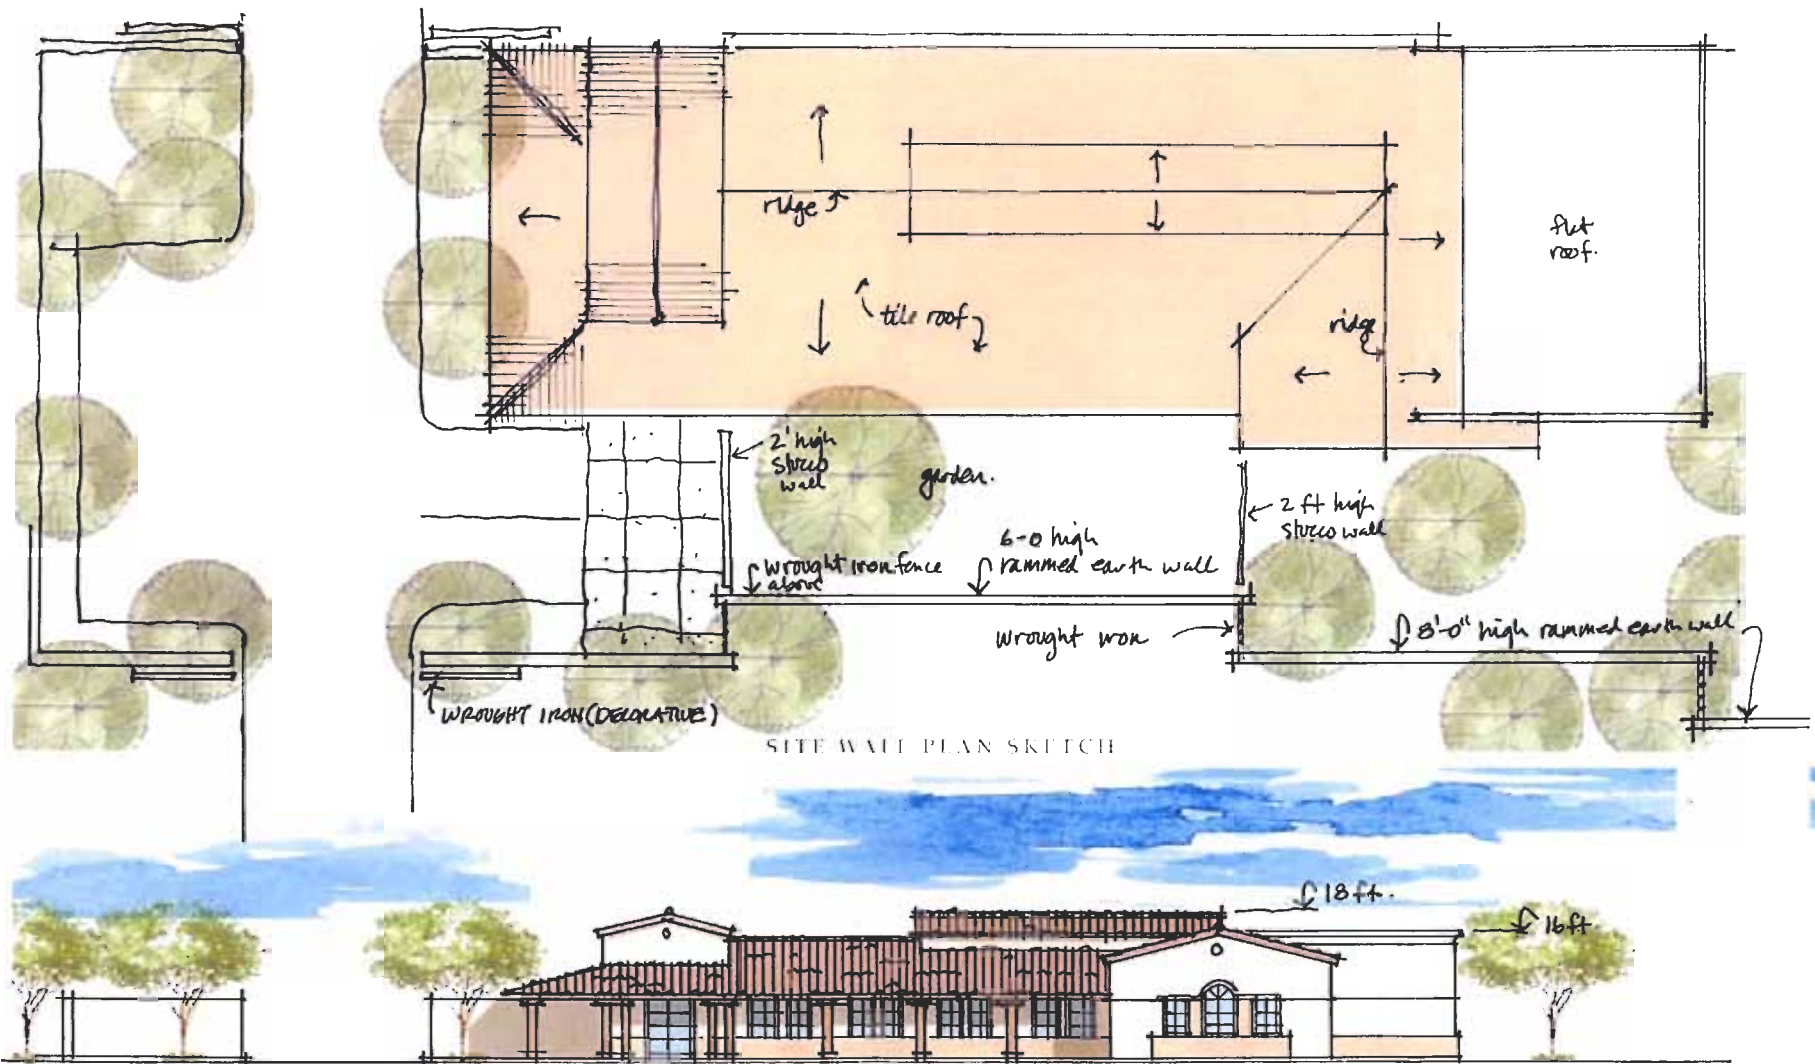 ridge
flat
roof.
tile roof
ridge
2' high
stucco
wall
garden.
2 ft high
stucco wall
6-0 high
rammed earth wall
wrought iron fence
above
wrought iron
8'-0" high rammed earth wall
WROUGHT IRON (DECORATIVE)
SITE WALL PLAN SKETCH
18 ft.
16 ft